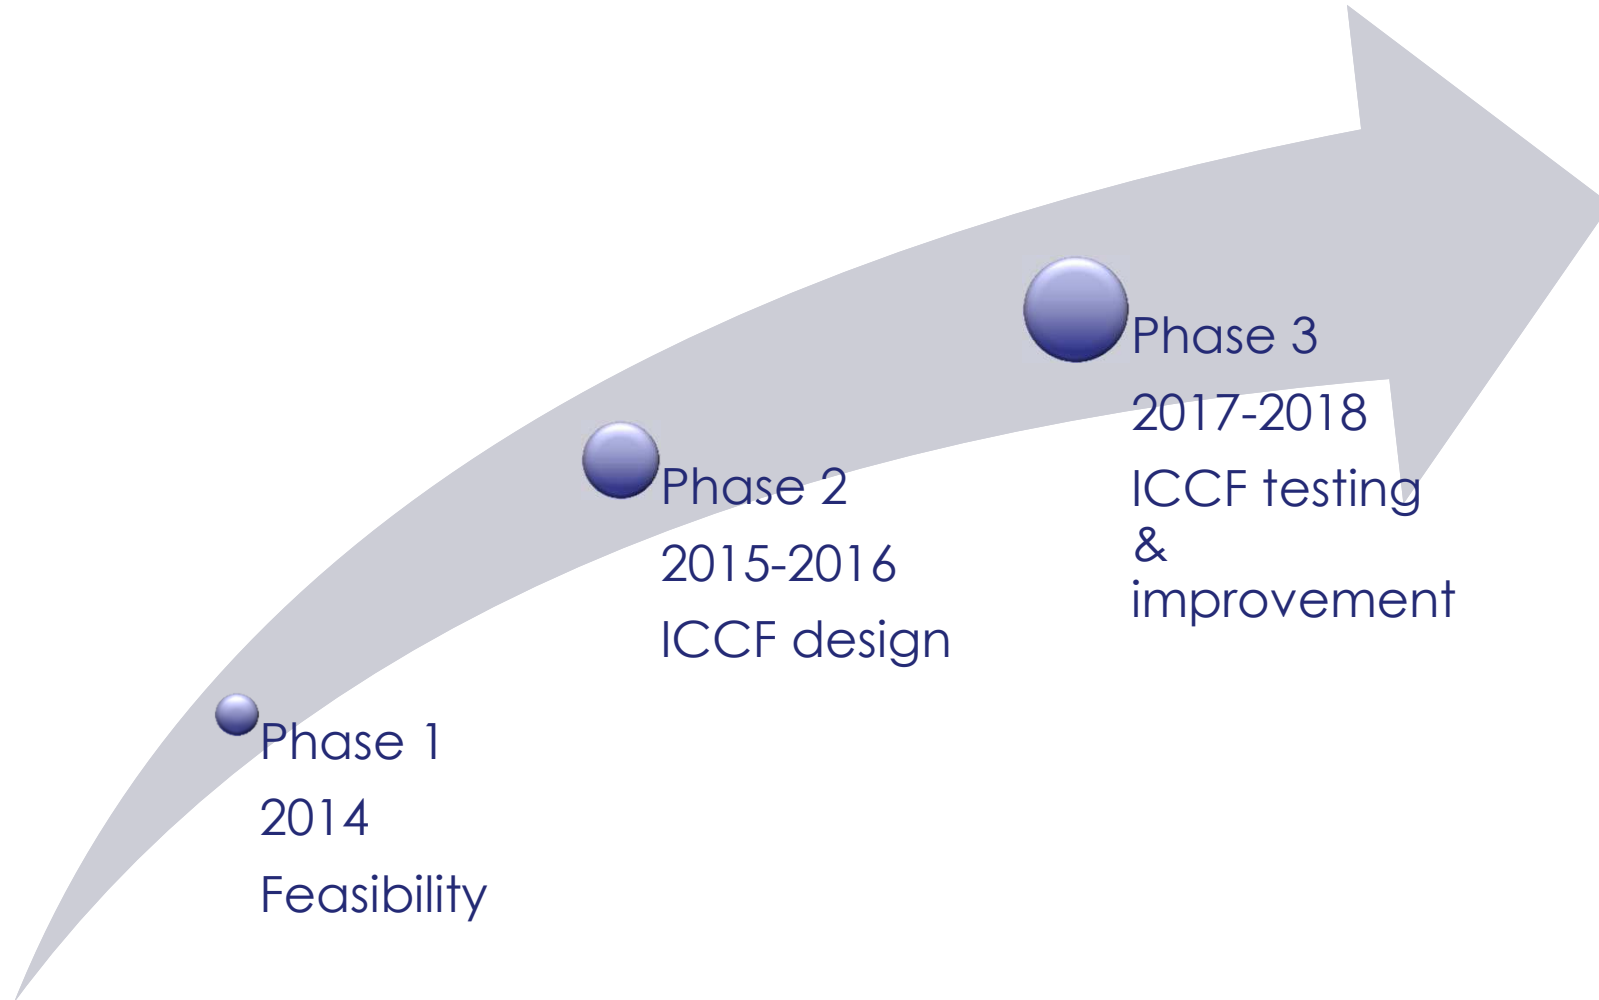 Phase 1
2014
Feasibility
Phase 2
2015-2016
ICCF design
Phase 3
2017-2018
ICCF testing
&
improvement